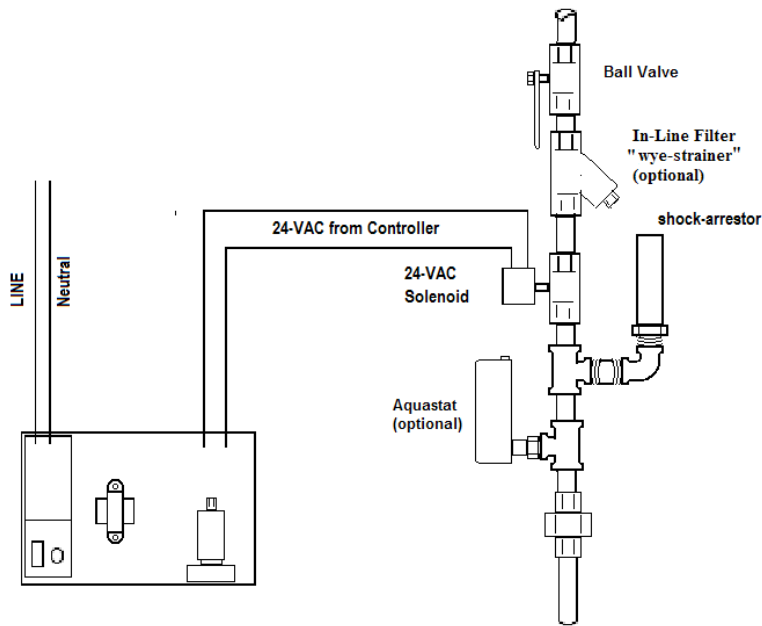 Ball Valve
In-Line Filter
"wye-strainer"
(optional)
shock-arrestor
24-VAC from Controller
24-VAC
Solenoid
LINE
Neutral
Aquastat
(optional)